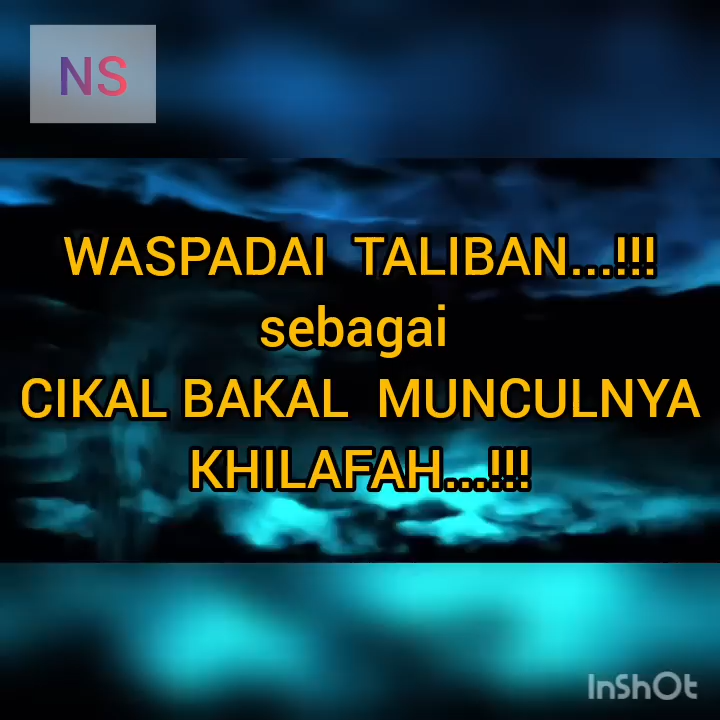 NS
WASPADAI TALIBAN...!!!
sebagai
CIKAL BAKAL MUNCULNYA
KHILAFAH...!!!
InShOt